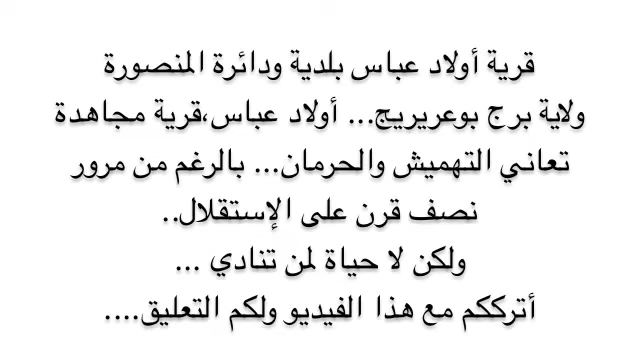 قرية أولاد عباس بلدية ودائرة المنصورة
ولاية برج بوعريريج... أولاد عباس،قرية مجاهدة
تعاني التهميش والحرمان... بالرغم من مرور
نصف قرن على الإستقلال..
ولكن لا حياة لمن تنادي ...
أترككم مع هذا الفيديو ولكم التعليق....